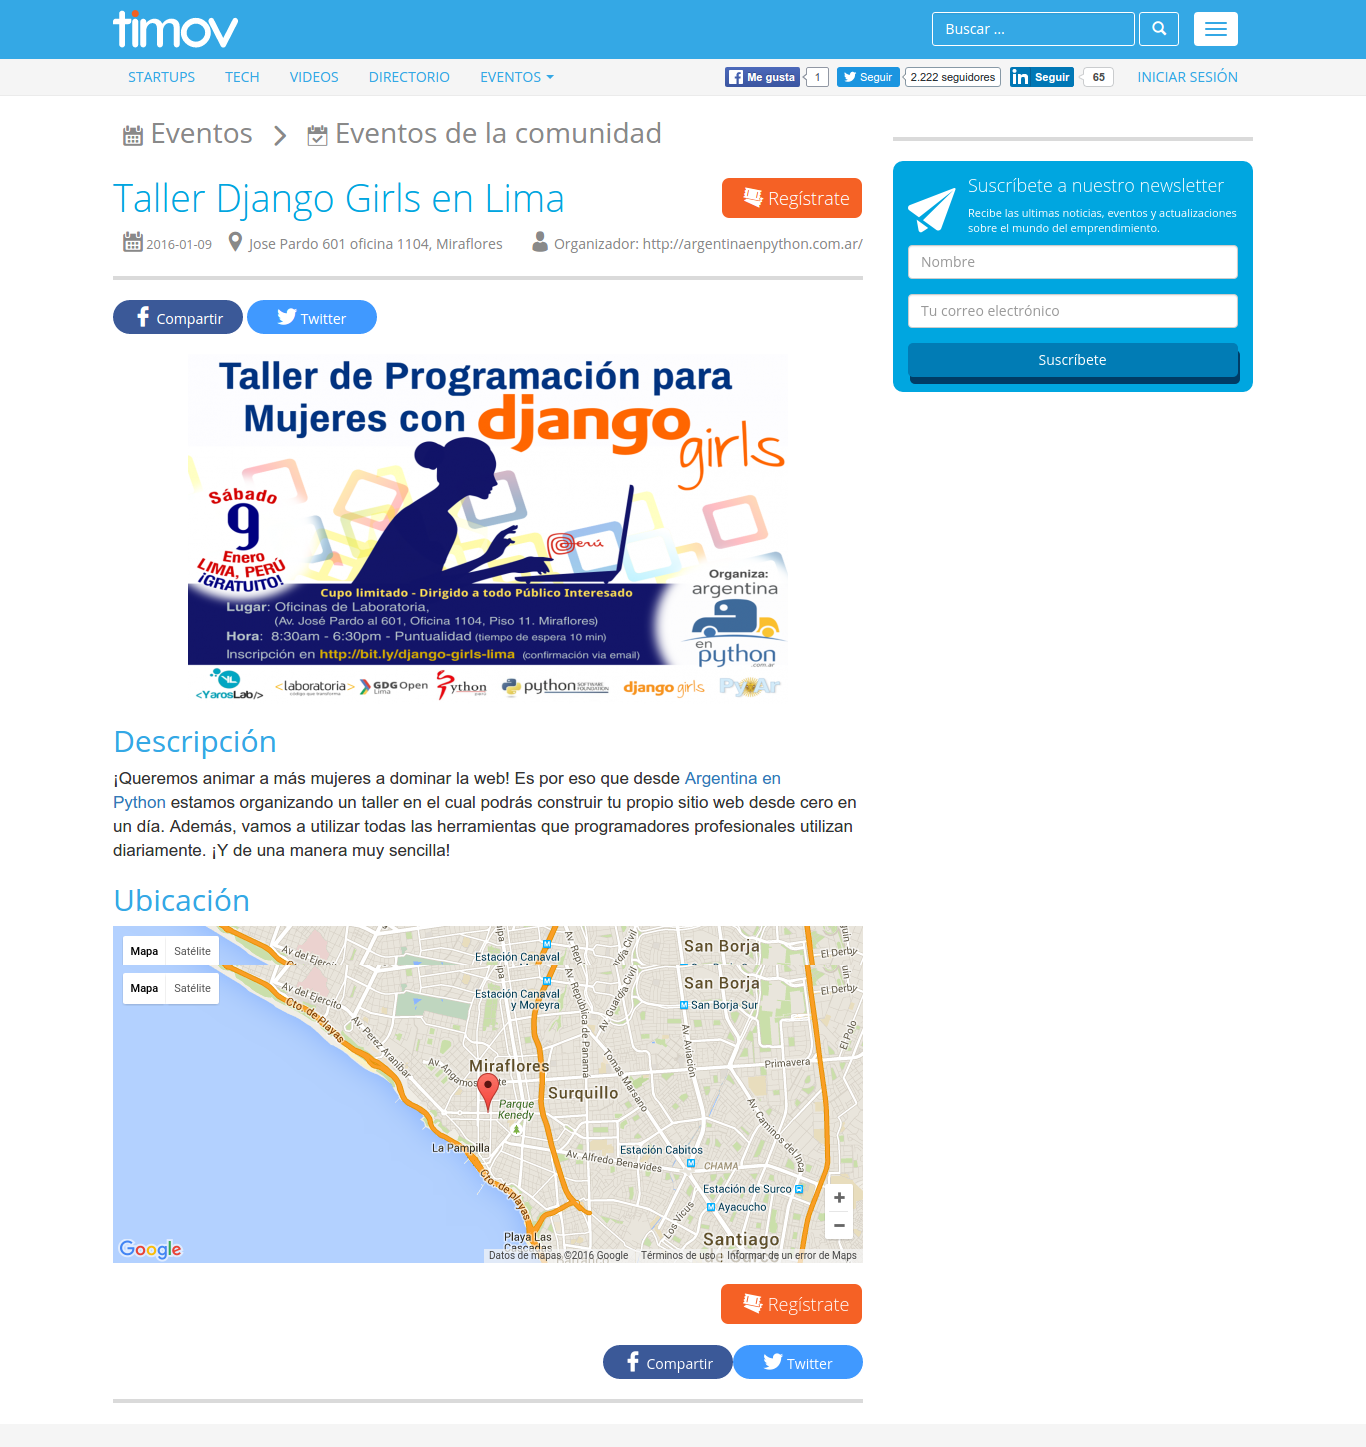 timov
Buscar ...
STARTUPS TECH VIDEOS DIRECTORIO EVENTOS
Me gusta 1 Seguir 2.222 seguidores Seguir 65 INICIAR SESIÓN
Eventos Eventos de la comunidad
Taller Django Girls en Lima
Regístrate
2016-01-09 Jose Pardo 601 oficina 1104, Miraflores Organizador: http://argentinaenpython.com.ar/
Compartir Twitter
Taller de Programación para
Mujeres con django
girls
Sábado
9
Enero
LIMA, PERÚ
¡GRATUITO!
Perú
Cupo limitado - Dirigido a todo Público Interesado
Lugar: Oficinas de Laboratoria,
(Av. José Pardo al 601, Oficina 1104, Piso 11. Miraflores)
Hora: 8:30am - 6:30pm - Puntualidad (tiempo de espera 10 min)
Inscripción en http://bit.ly/django-girls-lima (confirmación via email)
Organiza:
argentina
en
python
.com.ar
<YarosLab/>
<laboratoria>
código que transforma
GDG Open
Lima
Python
python
SOFTWARE
FOUNDATION
django girls
PyAr
Descripción
¡Queremos animar a más mujeres a dominar la web! Es por eso que desde Argentina en
Python estamos organizando un taller en el cual podrás construir tu propio sitio web desde cero en
un día. Además, vamos a utilizar todas las herramientas que programadores profesionales utilizan
diariamente. ¡Y de una manera muy sencilla!
Ubicación
Mapa Satélite
Mapa Satélite
Av del Ejercito
Estación Canaval
San Borja
El Derby
Av del Ejercito
Estación Canaval
y Moreyra
San Borja
San Borja Sur
El Derby
Cto. de Playas
Av. Perez Aranibar
Av. República de Panamá
Av. Guardia Civil
Av. Aviación
El Polo
Primavera
Tomas Marsano
Miraflores
Surquillo
Parque
Kenedy
La Pampilla
Cto. de playas
Av. Alfredo Benavides
Estación Cabitos
CHAMA
Av. Caminos del Inca
Estación de Surco
Ayacucho
Los Vicus
Playa Las
Cascadas
Santiago
de Surco
Google
Datos de mapas ©2016 Google Términos de uso Informar de un error de Maps
Regístrate
Compartir Twitter
Suscríbete a nuestro newsletter
Recibe las ultimas noticias, eventos y actualizaciones
sobre el mundo del emprendimiento.
Nombre
Tu correo electrónico
Suscríbete